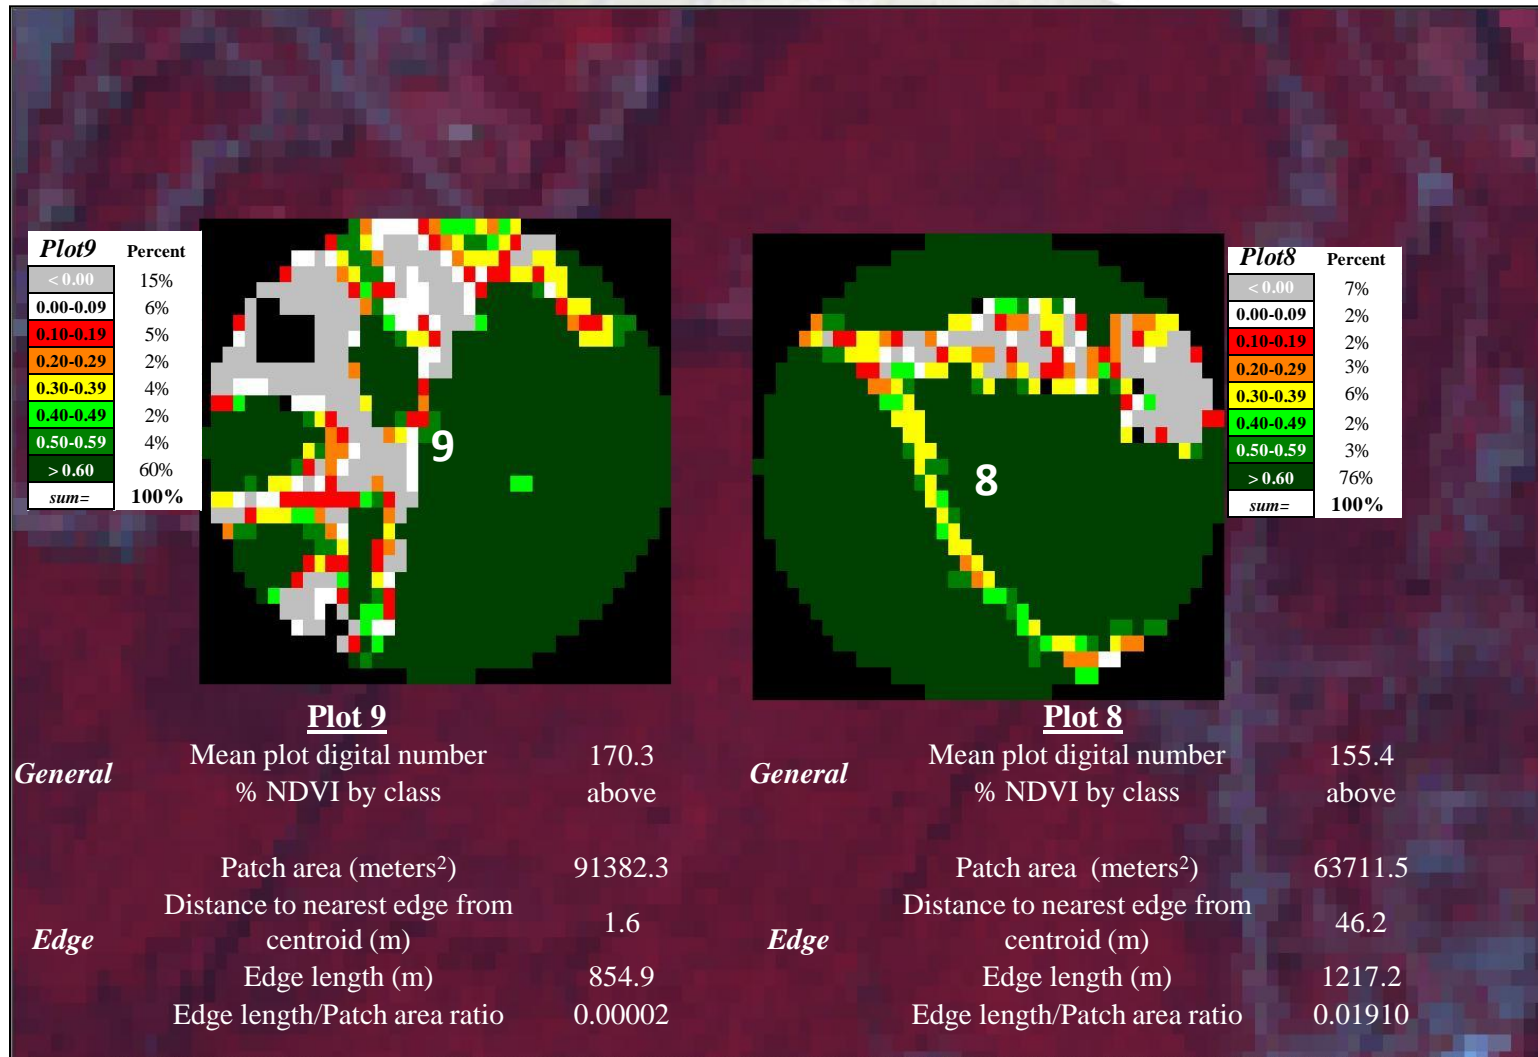 Plot9 Percent
< 0.00 15%
0.00-0.09 6%
0.10-0.19 5%
0.20-0.29 2%
0.30-0.39 4%
0.40-0.49 2%
0.50-0.59 4%
> 0.60 60%
sum= 100%
9
Plot8 Percent
< 0.00 7%
0.00-0.09 2%
0.10-0.19 2%
0.20-0.29 3%
0.30-0.39 6%
0.40-0.49 2%
0.50-0.59 3%
> 0.60 76%
sum= 100%
8
Plot 9
General
Mean plot digital number 170.3
% NDVI by class above
Edge
Patch area (meters²) 91382.3
Distance to nearest edge from
centroid (m) 1.6
Edge length (m) 854.9
Edge length/Patch area ratio 0.00002
Plot 8
General
Mean plot digital number 155.4
% NDVI by class above
Edge
Patch area (meters²) 63711.5
Distance to nearest edge from
centroid (m) 46.2
Edge length (m) 1217.2
Edge length/Patch area ratio 0.01910